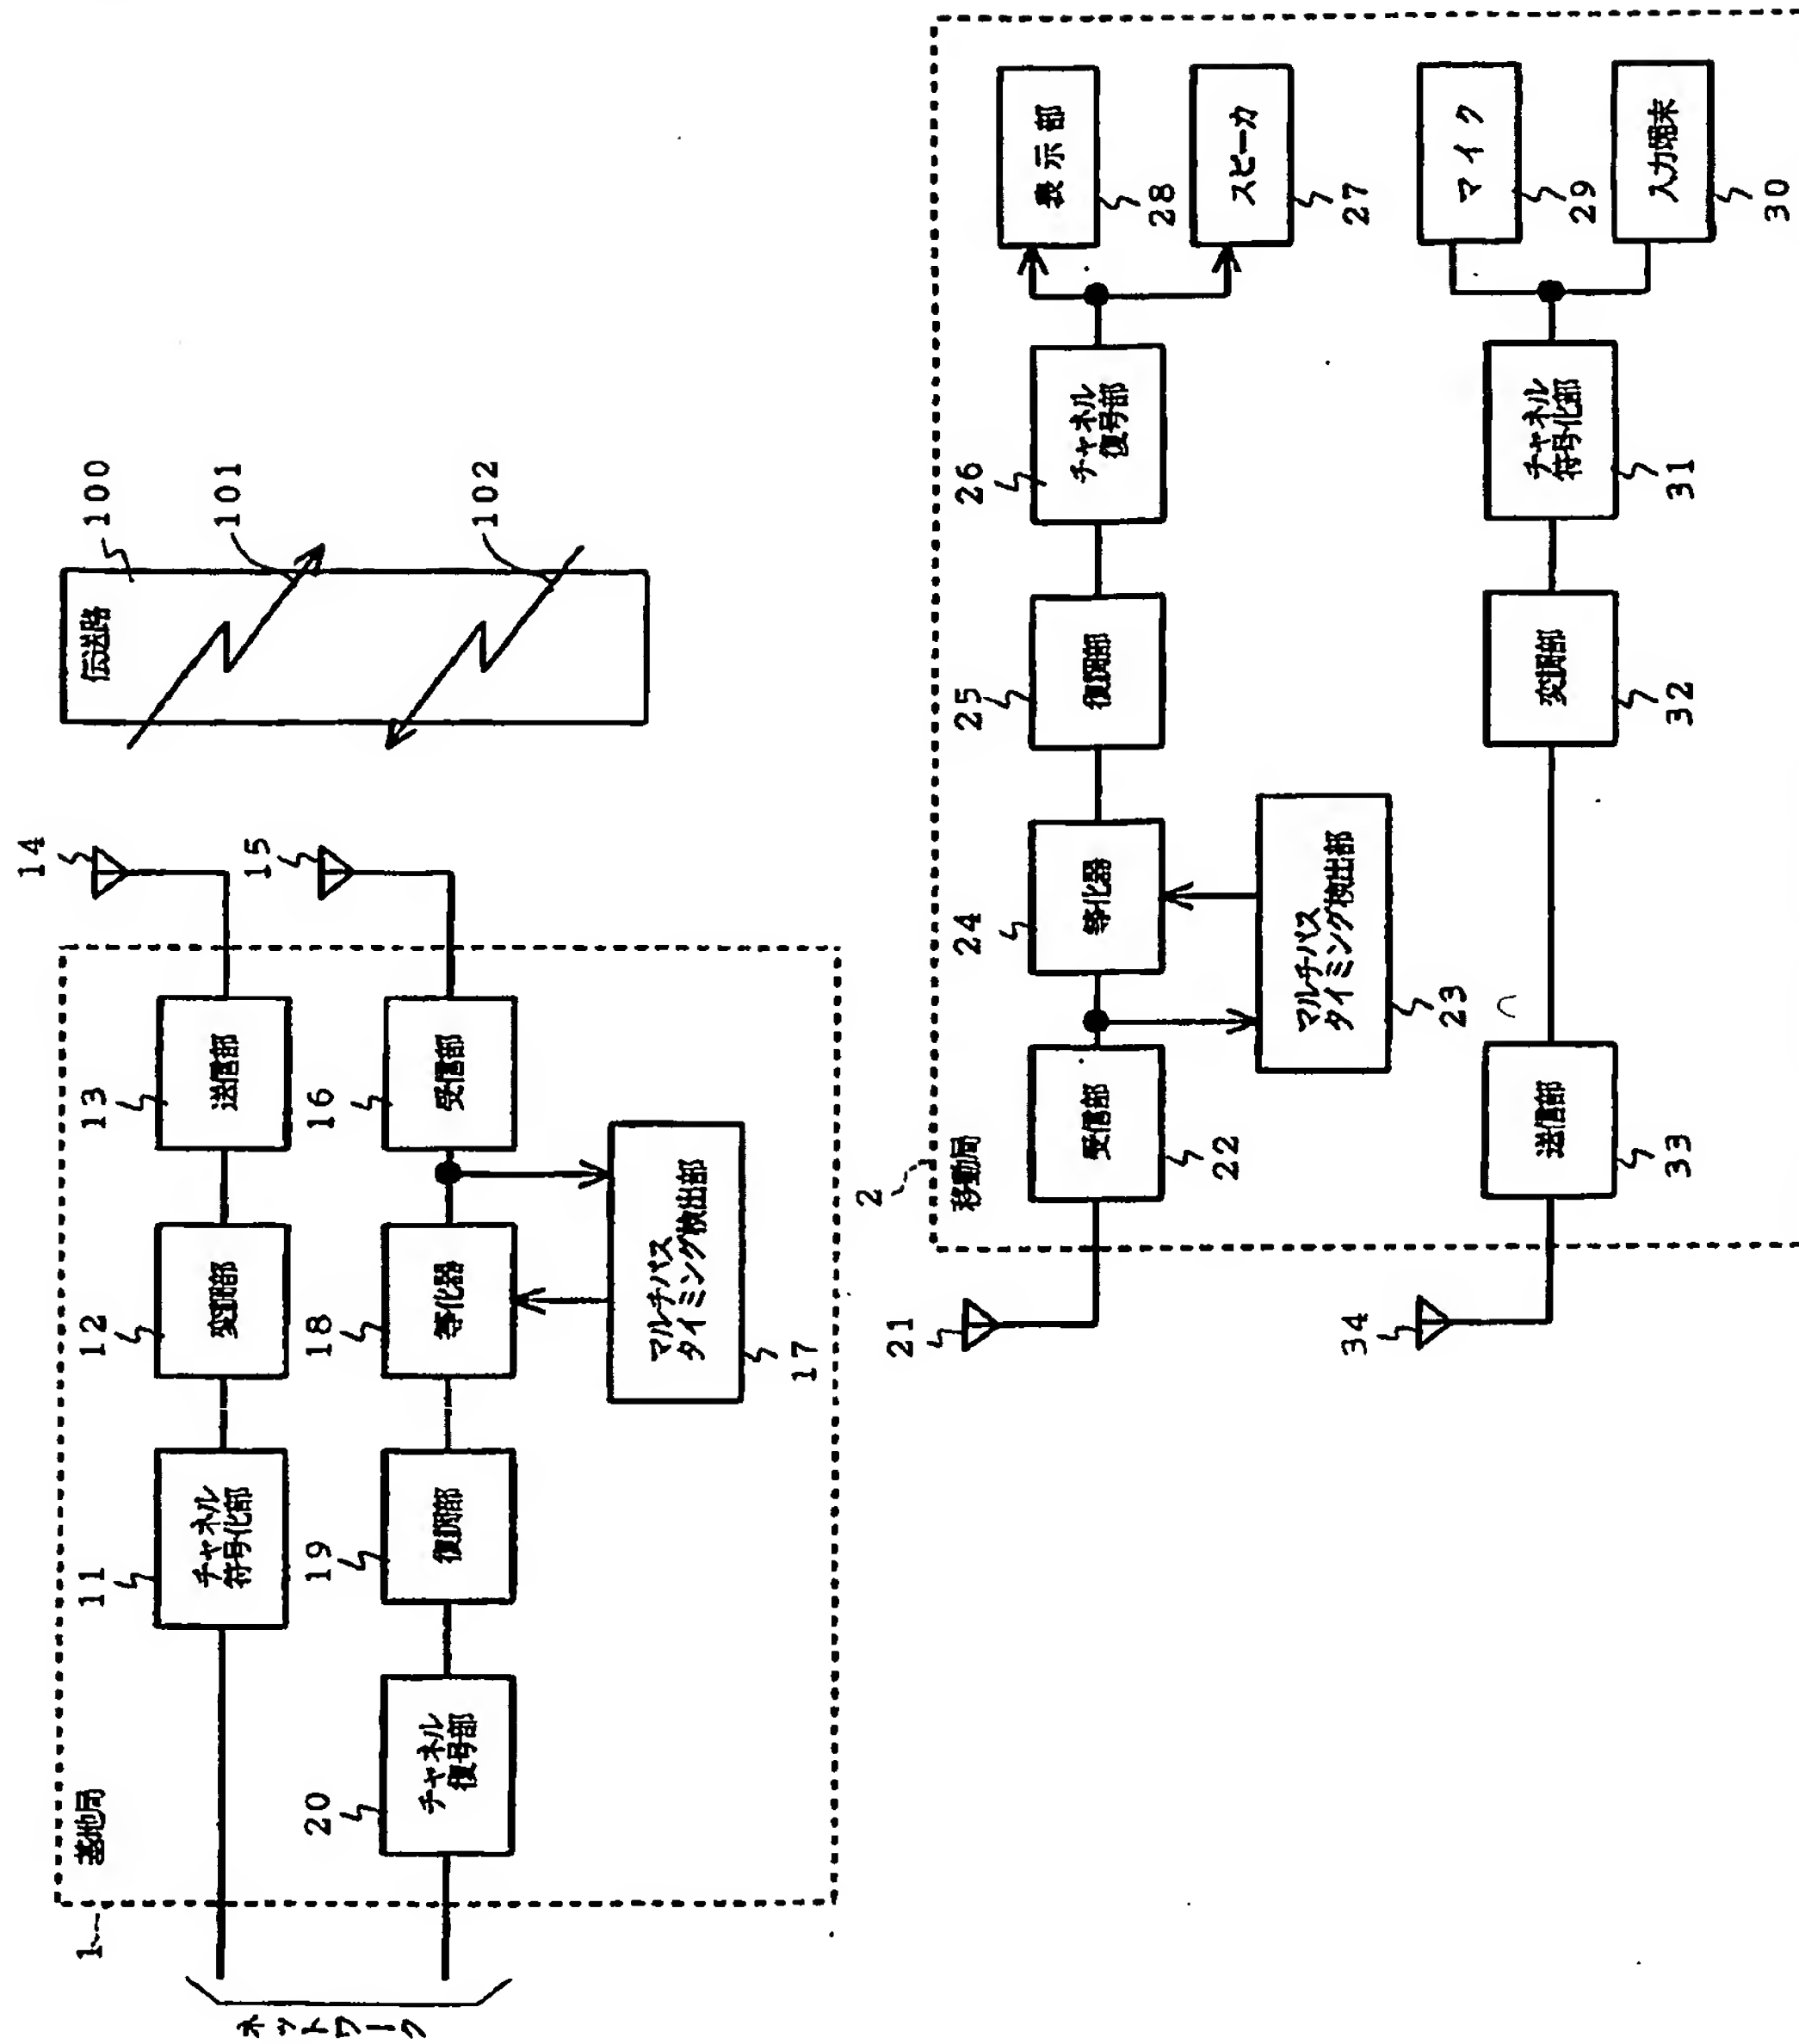 1
基地局
ネットワーク
11
チャネル
符号化部
12
変調部
13
送信部
14
15
16
受信部
マルチパス
タイミング検出部
17
18
等化器
19
復調部
20
チャネル
復号部
伝送路
100
101
102
2
移動局
21
受信部
22
マルチパス
タイミング検出部
23
24
等化器
25
復調部
26
チャネル
復号部
表示部
28
スピーカ
27
マイク
29
入力端末
30
チャネル
符号化部
31
変調部
32
送信部
33
34